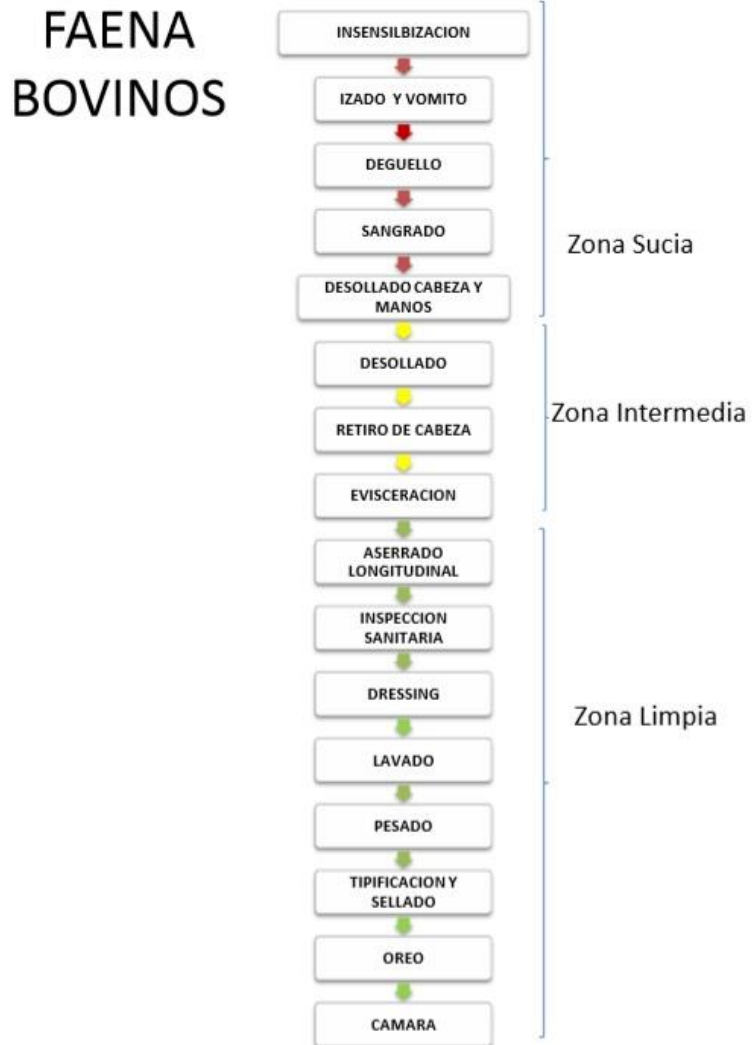 FAENA
BOVINOS
INSENSILBIZACION
IZADO Y VOMITO
DEGUELLO
SANGRADO
DESOLLADO CABEZA Y
MANOS
Zona Sucia
DESOLLADO
RETIRO DE CABEZA
EVISCERACION
Zona Intermedia
ASERRADO
LONGITUDINAL
INSPECCION
SANITARIA
DRESSING
LAVADO
PESADO
TIPIFICACION Y
SELLADO
OREO
CAMARA
Zona Limpia